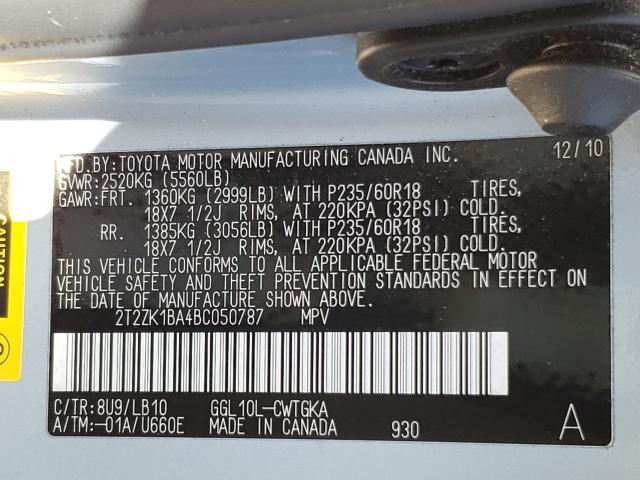 MFD.BY:TOYOTA MOTOR MANUFACTURING CANADA INC. 12/10
GVWR:2520KG (5560LB)
GAWR:FRT. 1360KG (2999LB) WITH P235/60R18 TIRES,
18X7 1/2J RIMS, AT 220KPA (32PSI) COLD.
RR. 1385KG (3056LB) WITH P235/60R18 TIRES,
18X7 1/2J RIMS, AT 220KPA (32PSI) COLD.
THIS VEHICLE CONFORMS TO ALL APPLICABLE FEDERAL MOTOR
VEHICLE SAFETY AND THEFT PREVENTION STANDARDS IN EFFECT ON
THE DATE OF MANUFACTURE SHOWN ABOVE.
2T2ZK1BA4BC050787 MPV
C/TR:8U9/LB10 GGL10L-CWTGKA
A/TM:-01A/U660E MADE IN CANADA 930 A
CAUTION